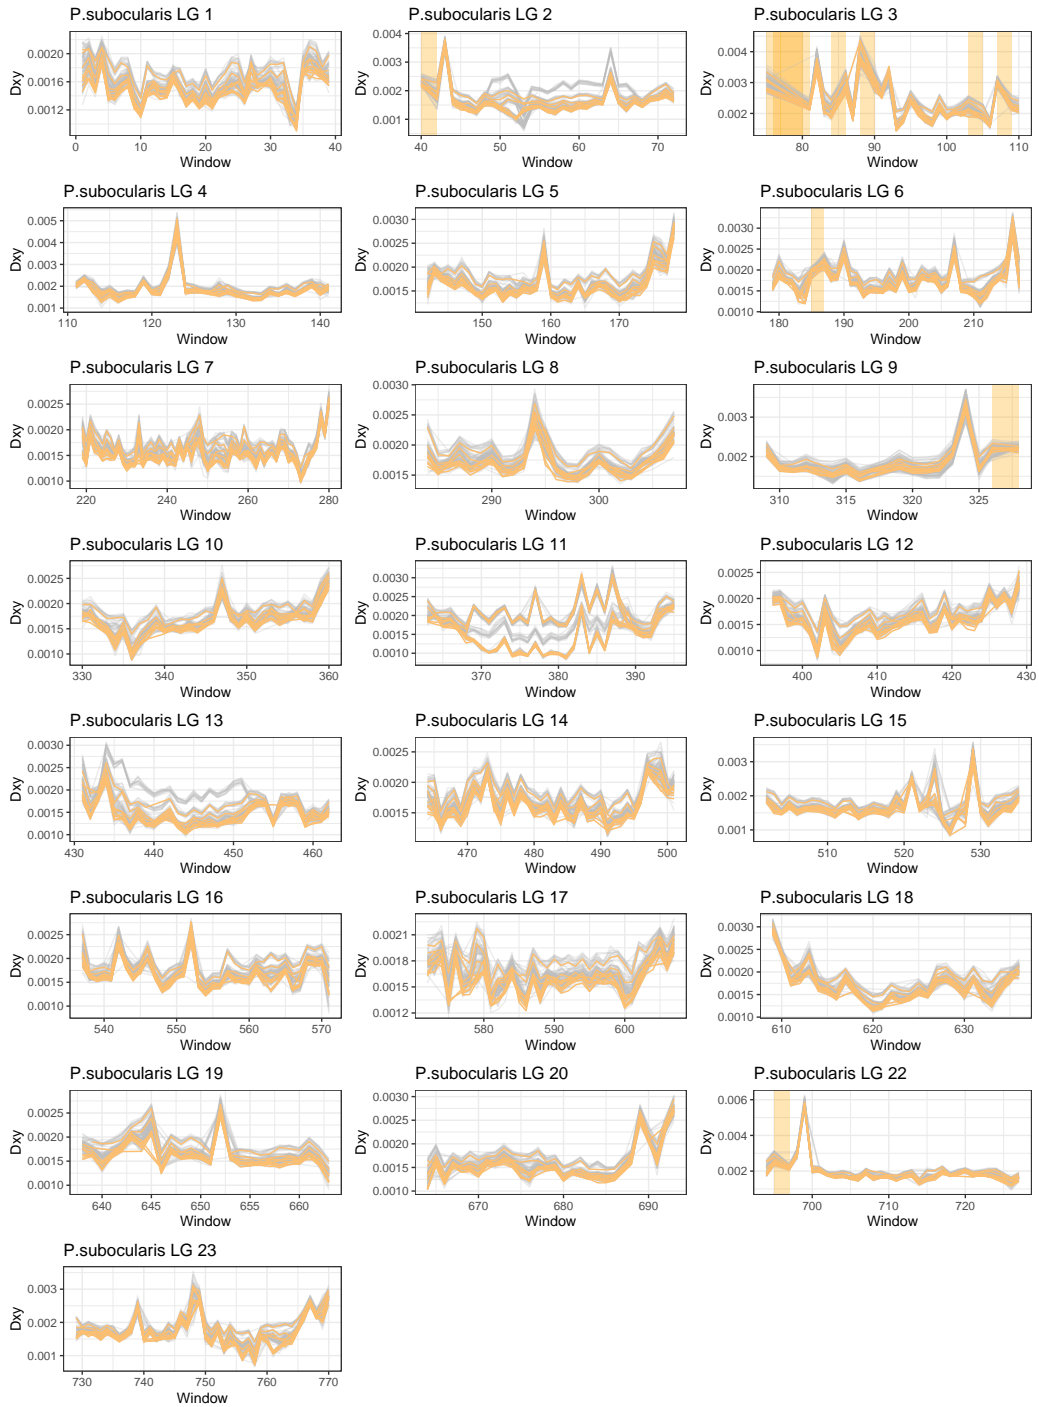 P.subocularis LG 1
0.0020
0.0016
0.0012
Dxy
0 10 20 30 40
Window
P.subocularis LG 2
0.004
0.003
0.002
0.001
Dxy
40 50 60 70
Window
P.subocularis LG 3
0.004
0.003
0.002
Dxy
80 90 100 110
Window
P.subocularis LG 4
0.005
0.004
0.003
0.002
0.001
Dxy
110 120 130 140
Window
P.subocularis LG 5
0.0030
0.0025
0.0020
0.0015
Dxy
150 160 170
Window
P.subocularis LG 6
0.0030
0.0025
0.0020
0.0015
0.0010
Dxy
180 190 200 210
Window
P.subocularis LG 7
0.0025
0.0020
0.0015
0.0010
Dxy
220 240 260 280
Window
P.subocularis LG 8
0.0030
0.0025
0.0020
0.0015
Dxy
290 300
Window
P.subocularis LG 9
0.003
0.002
Dxy
310 315 320 325
Window
P.subocularis LG 10
0.0025
0.0020
0.0015
0.0010
Dxy
330 340 350 360
Window
P.subocularis LG 11
0.0030
0.0025
0.0020
0.0015
0.0010
Dxy
370 380 390
Window
P.subocularis LG 12
0.0025
0.0020
0.0015
0.0010
Dxy
400 410 420 430
Window
P.subocularis LG 13
0.0030
0.0025
0.0020
0.0015
0.0010
Dxy
430 440 450 460
Window
P.subocularis LG 14
0.0025
0.0020
0.0015
Dxy
470 480 490 500
Window
P.subocularis LG 15
0.003
0.002
0.001
Dxy
510 520 530
Window
P.subocularis LG 16
0.0025
0.0020
0.0015
0.0010
Dxy
540 550 560 570
Window
P.subocularis LG 17
0.0021
0.0018
0.0015
0.0012
Dxy
580 590 600
Window
P.subocularis LG 18
0.0030
0.0025
0.0020
0.0015
0.0010
Dxy
610 620 630
Window
P.subocularis LG 19
0.0025
0.0020
0.0015
0.0010
Dxy
640 645 650 655 660
Window
P.subocularis LG 20
0.0030
0.0025
0.0020
0.0015
0.0010
Dxy
670 680 690
Window
P.subocularis LG 22
0.006
0.004
0.002
Dxy
700 710 720
Window
P.subocularis LG 23
0.003
0.002
0.001
Dxy
730 740 750 760 770
Window